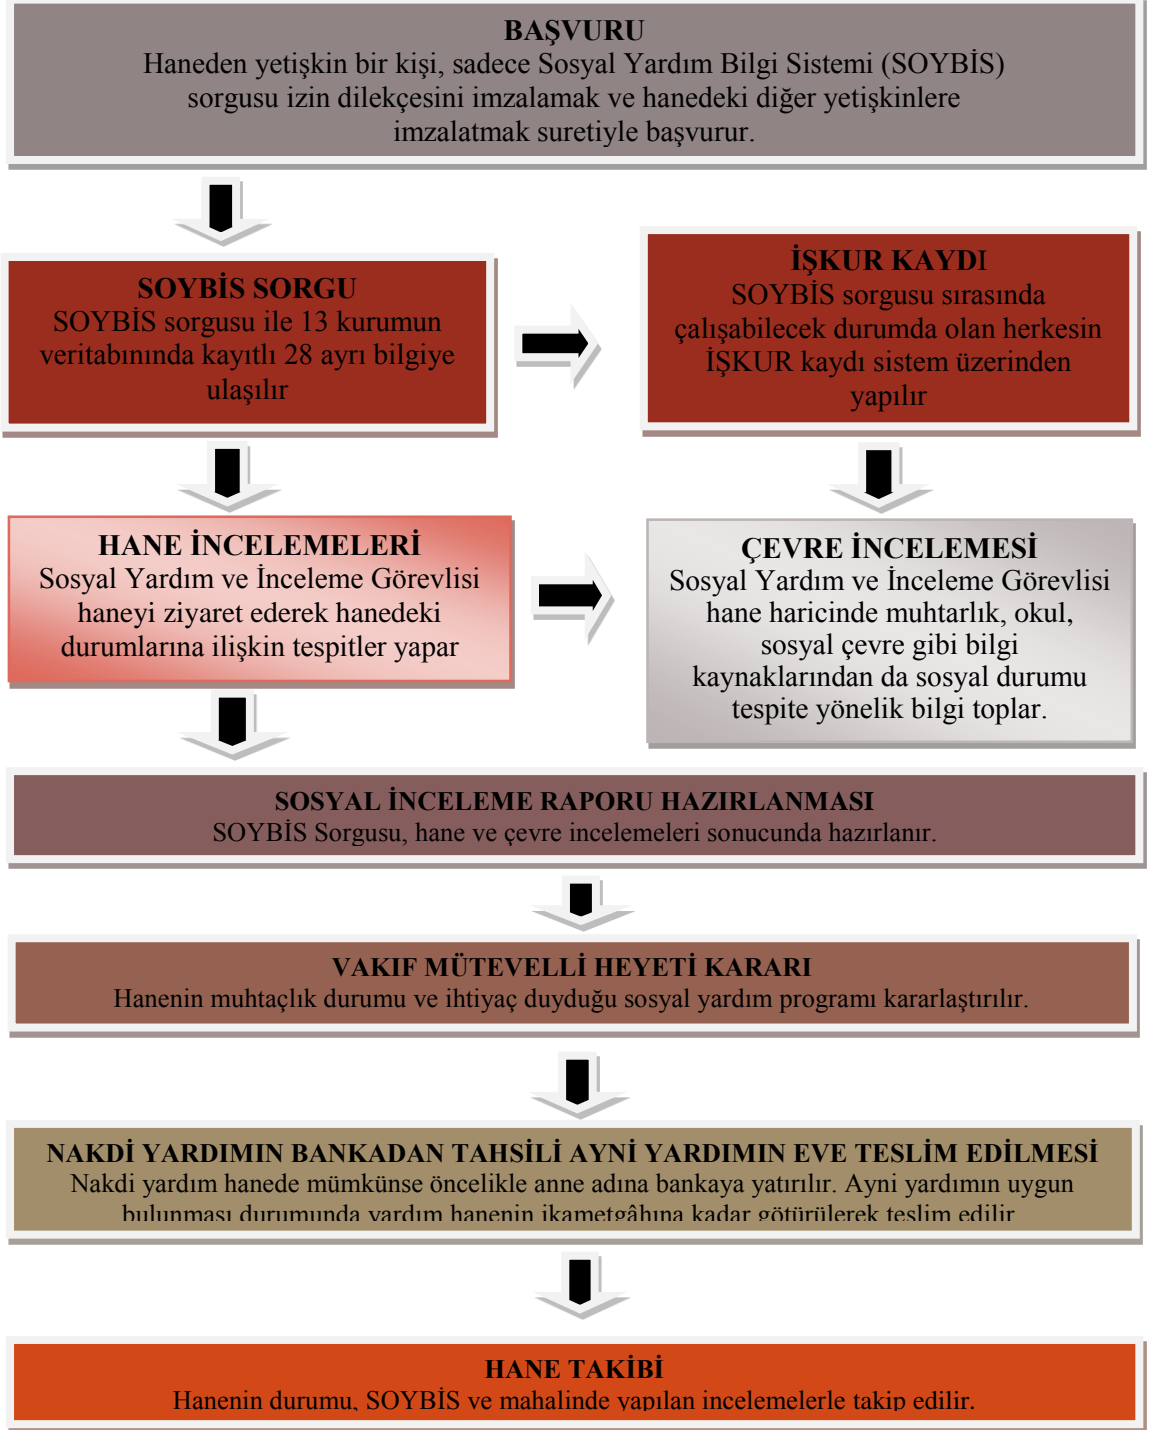 BAŞVURU
Haneden yetişkin bir kişi, sadece Sosyal Yardım Bilgi Sistemi (SOYBİS)
sorgusu izin dilekçesini imzalamak ve hanedeki diğer yetişkinlere
imzalatmak suretiyle başvurur.
SOYBİS SORGU
SOYBİS sorgusu ile 13 kurumun
veritabınında kayıtlı 28 ayrı bilgiye
ulaşılır
İŞKUR KAYDI
SOYBİS sorgusu sırasında
çalışabilecek durumda olan herkesin
İŞKUR kaydı sistem üzerinden
yapılır
HANE İNCELEMELERİ
Sosyal Yardım ve İnceleme Görevlisi
haneyi ziyaret ederek hanedeki
durumlarına ilişkin tespitler yapar
ÇEVRE İNCELEMESİ
Sosyal Yardım ve İnceleme Görevlisi
hane haricinde muhtarlık, okul,
sosyal çevre gibi bilgi
kaynaklarından da sosyal durumu
tespite yönelik bilgi toplar.
SOSYAL İNCELEME RAPORU HAZIRLANMASI
SOYBİS Sorgusu, hane ve çevre incelemeleri sonucunda hazırlanır.
VAKIF MÜTEVELLİ HEYETİ KARARI
Hanenin muhtaçlık durumu ve ihtiyaç duyduğu sosyal yardım programı kararlaştırılır.
NAKDİ YARDIMIN BANKADAN TAHSİLİ AYNİ YARDIMIN EVE TESLİM EDİLMESİ
Nakdi yardım hanede mümkünse öncelikle anne adına bankaya yatırılır. Ayni yardımın uygun
bulunması durumunda yardım hanenin ikametgâhına kadar götürülerek teslim edilir
HANE TAKİBİ
Hanenin durumu, SOYBİS ve mahalinde yapılan incelemelerle takip edilir.